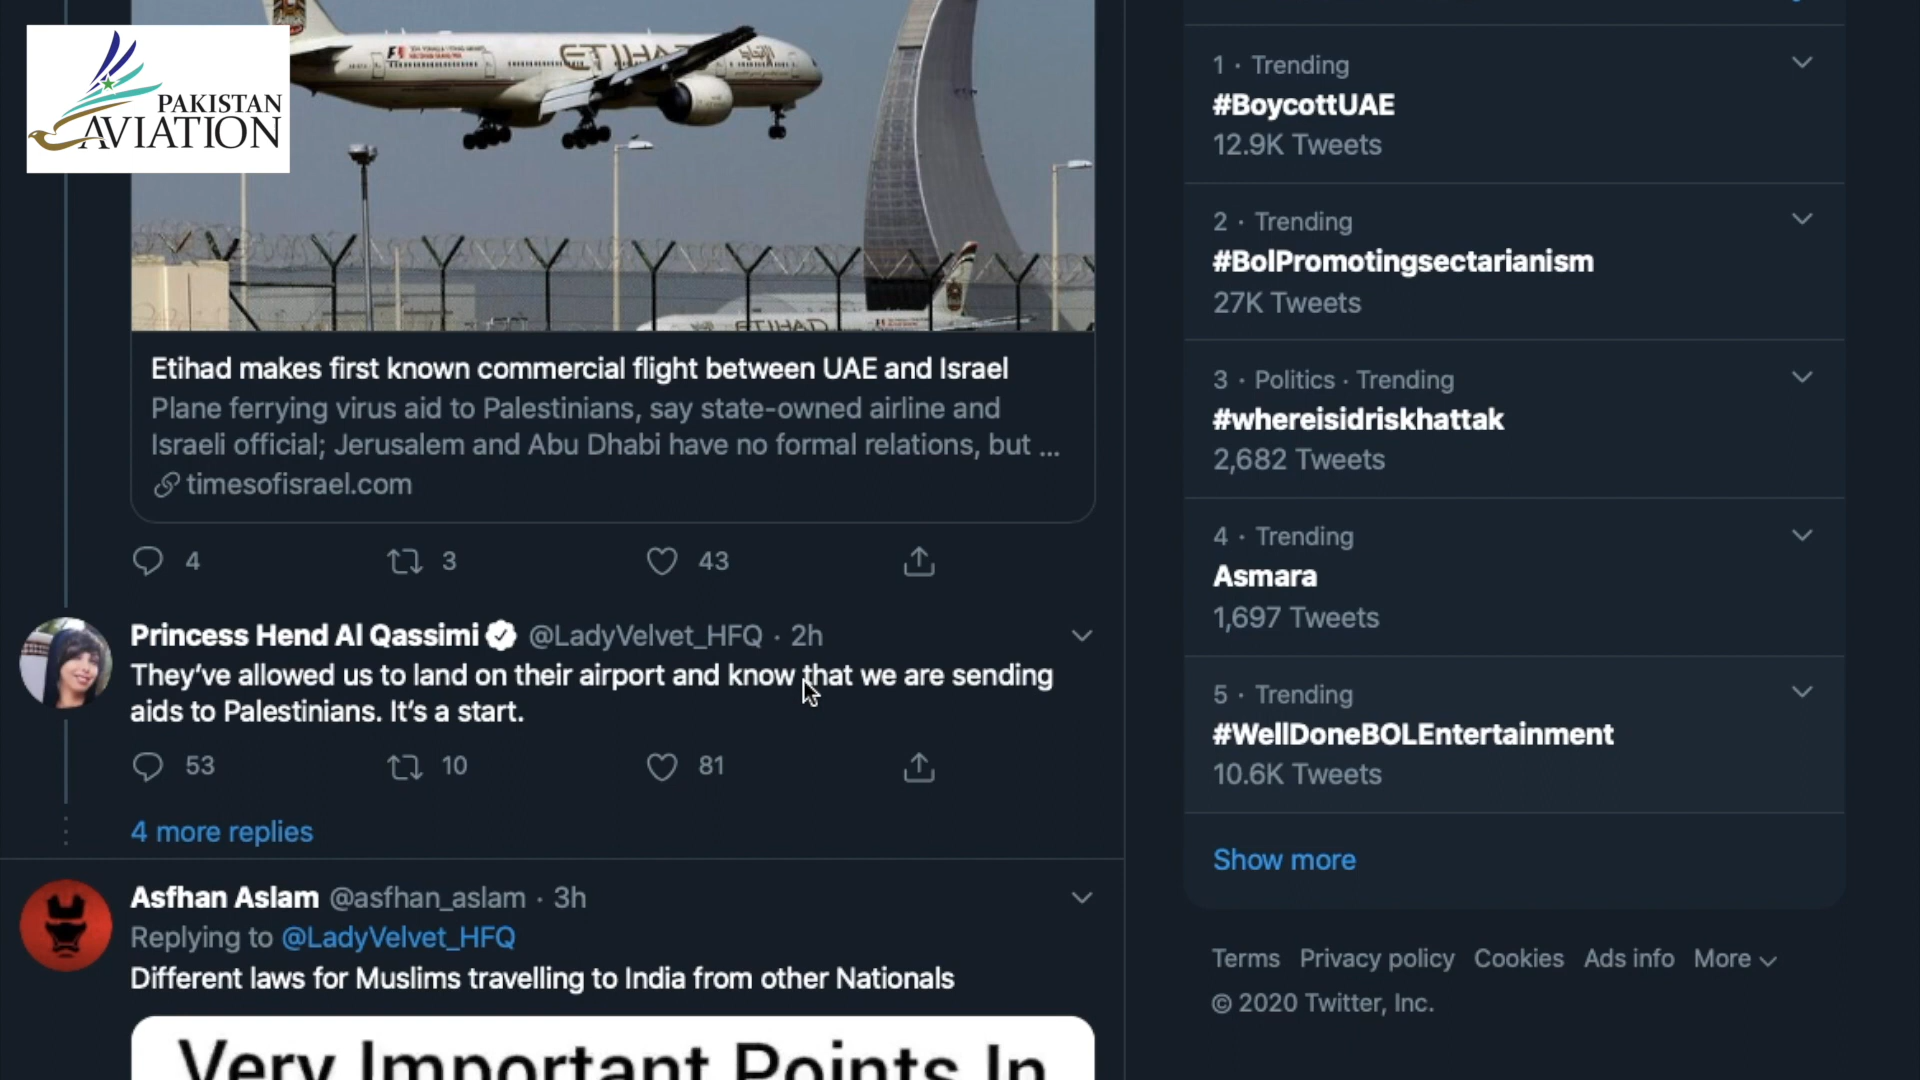 PAKISTAN
AVIATION
ETIHAD
ETIHAD
Etihad makes first known commercial flight between UAE and Israel
Plane ferrying virus aid to Palestinians, say state-owned airline and
Israeli official; Jerusalem and Abu Dhabi have no formal relations, but ...
timesofisrael.com
4
3
43
Princess Hend Al Qassimi @LadyVelvet_HFQ · 2h
They've allowed us to land on their airport and know that we are sending
aids to Palestinians. It's a start.
53
10
81
4 more replies
Asfhan Aslam @asfhan_aslam · 3h
Replying to @LadyVelvet_HFQ
Different laws for Muslims travelling to India from other Nationals
Very Important Points In
1 · Trending
#BoycottUAE
12.9K Tweets
2 · Trending
#BolPromotingsectarianism
27K Tweets
3 · Politics · Trending
#whereisidriskhattak
2,682 Tweets
4 · Trending
Asmara
1,697 Tweets
5 · Trending
#WellDoneBOLEntertainment
10.6K Tweets
Show more
Terms Privacy policy Cookies Ads info More
© 2020 Twitter, Inc.